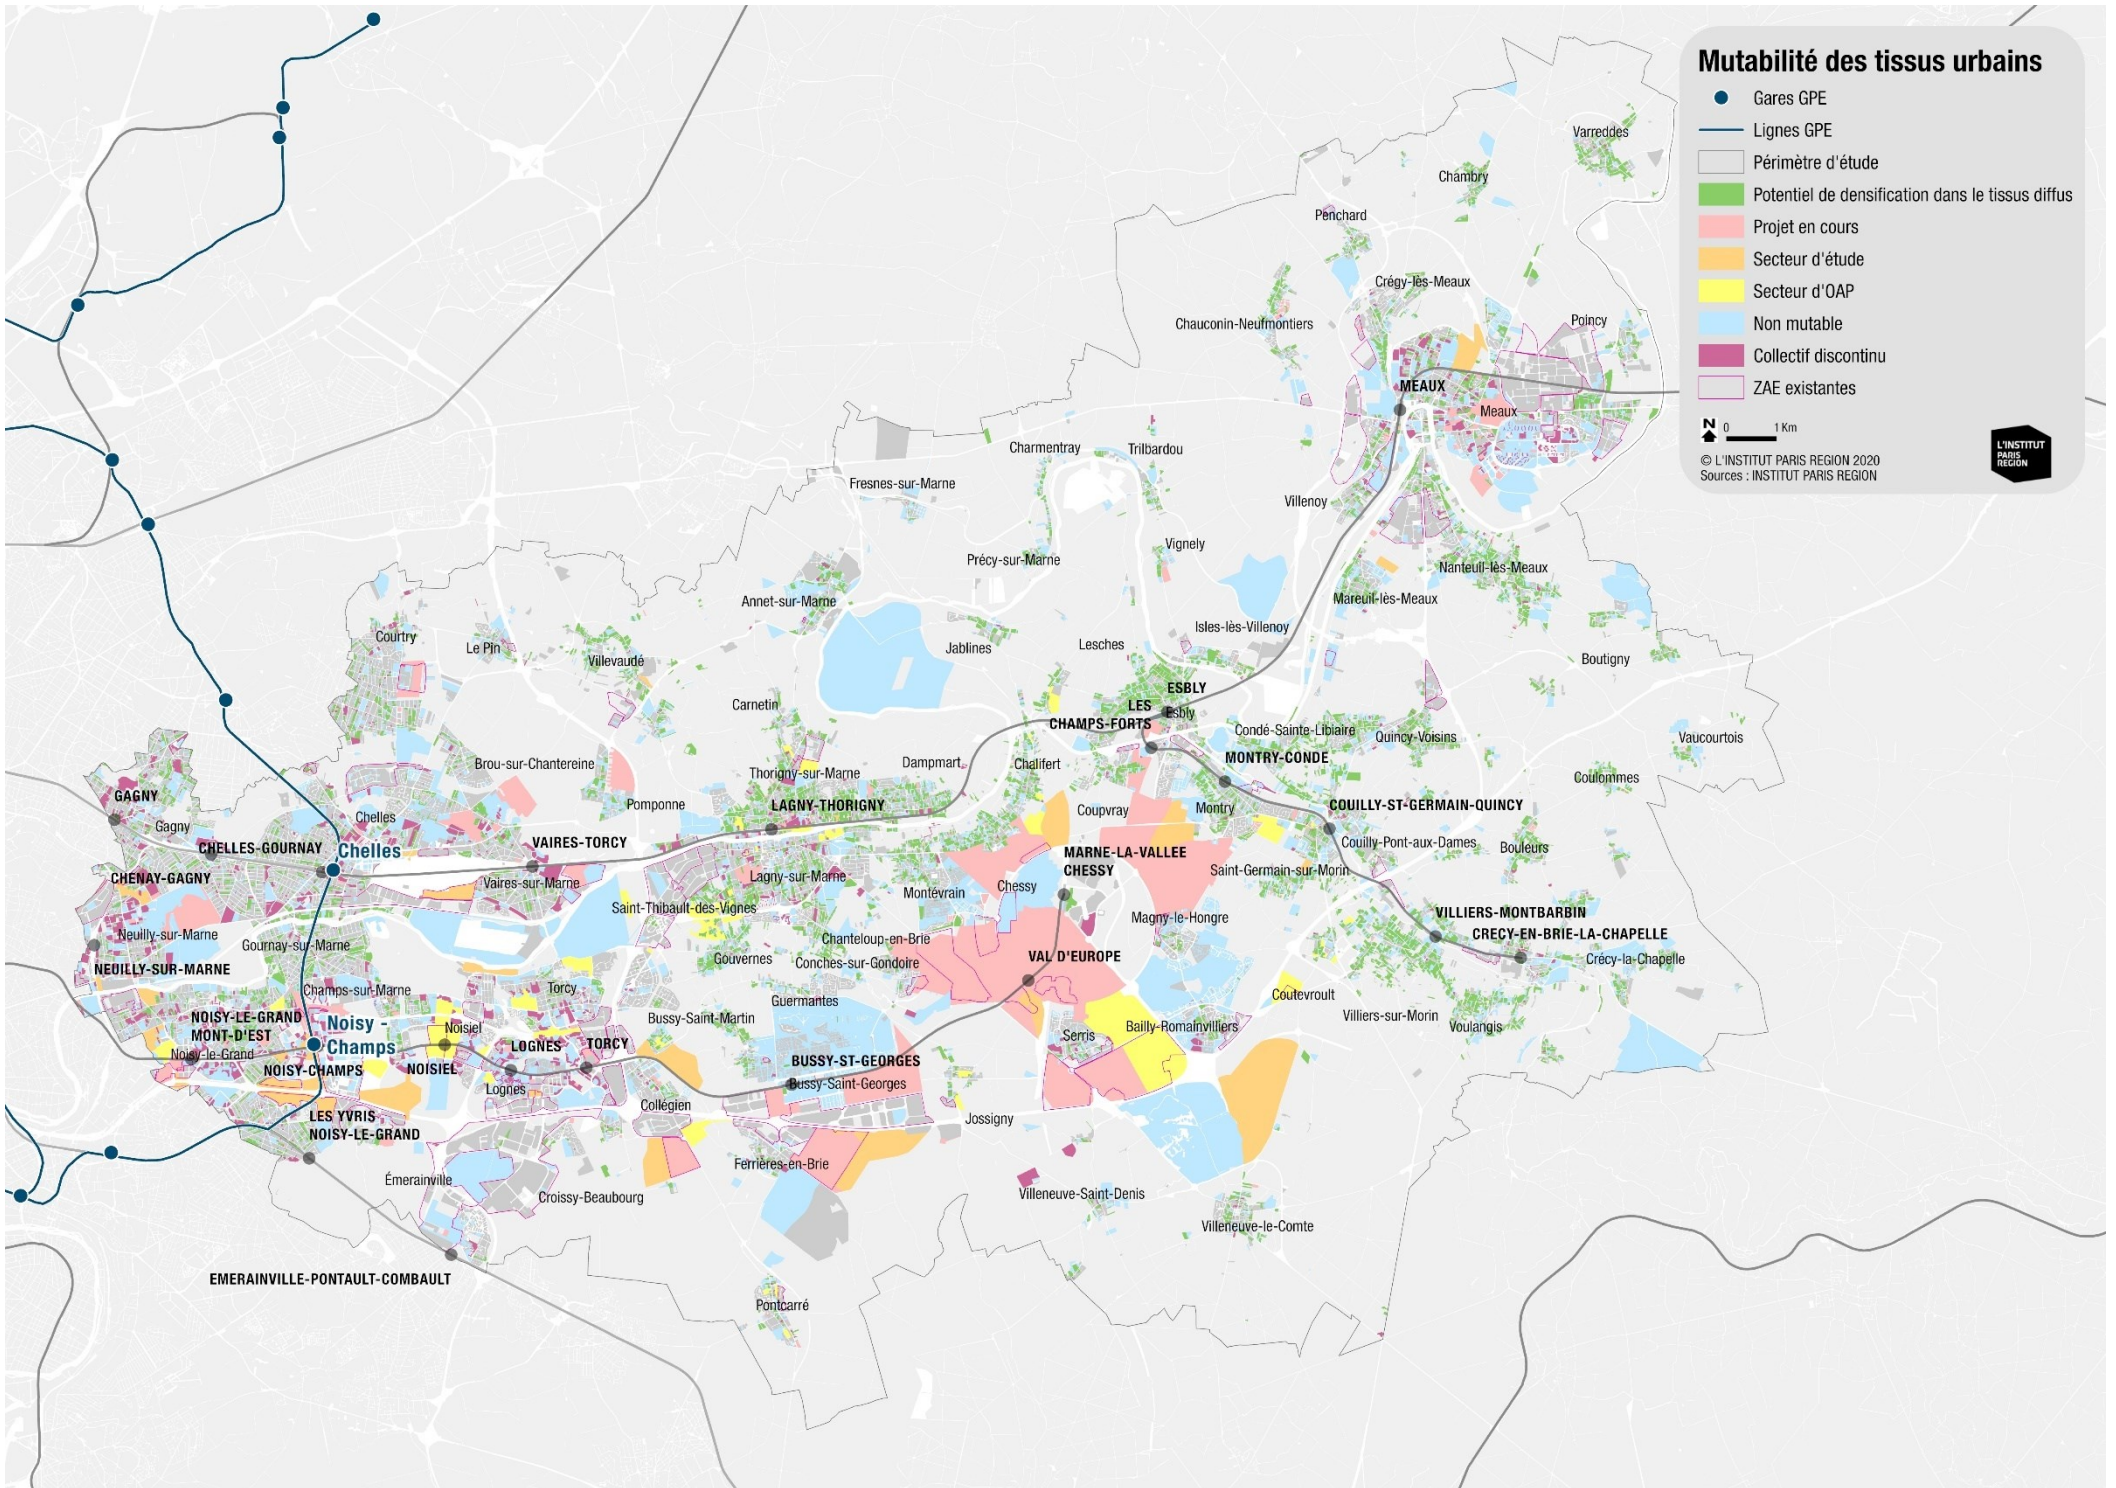 Mutabilité des tissus urbains
Gares GPE
Lignes GPE
Périmètre d'étude
Potentiel de densification dans le tissus diffus
Projet en cours
Secteur d'étude
Secteur d'OAP
Non mutable
Collectif discontinu
ZAE existantes
N
0 1 Km
© L'INSTITUT PARIS REGION 2020
Sources : INSTITUT PARIS REGION
L'INSTITUT
PARIS
REGION
Varreddes
Chambry
Penchard
Crégy-lès-Meaux
Chauconin-Neufmontiers
Poincy
MEAUX
Meaux
Charmentray
Trilbardou
Fresnes-sur-Marne
Villenoy
Vignely
Précy-sur-Marne
Nanteuil-lès-Meaux
Annet-sur-Marne
Mareuil-lès-Meaux
Isles-lès-Villenoy
Courtry
Le Pin
Villevaudé
Jablines
Lesches
Boutigny
ESBLY
Carnetin
LES
CHAMPS-FORTS
Esbly
Condé-Sainte-Libiaire
Quincy-Voisins
Vaucourtois
Brou-sur-Chantereine
Thorigny-sur-Marne
Dampmart
Chalifert
MONTRY-CONDE
Coulommes
GAGNY
Gagny
Chelles
Pomponne
LAGNY-THORIGNY
Coupvray
Montry
COUILLY-ST-GERMAIN-QUINCY
CHELLES-GOURNAY
Chelles
VAIRES-TORCY
MARNE-LA-VALLEE
CHESSY
Couilly-Pont-aux-Dames
Bouleurs
CHENAY-GAGNY
Vaires-sur-Marne
Lagny-sur-Marne
Montévrain
Chessy
Saint-Germain-sur-Morin
Saint-Thibault-des-Vignes
Magny-le-Hongre
VILLIERS-MONTBARBIN
Neuilly-sur-Marne
Gournay-sur-Marne
Chanteloup-en-Brie
CRECY-EN-BRIE-LA-CHAPELLE
NEUILLY-SUR-MARNE
Gouvernes
Conches-sur-Gondoire
VAL D'EUROPE
Crécy-la-Chapelle
Champs-sur-Marne
Torcy
Guermantes
Coutevroult
NOISY-LE-GRAND
MONT-D'EST
Noisy -
Champs
Noisiel
Bussy-Saint-Martin
Villiers-sur-Morin
Voulangis
Bailly-Romainvilliers
Serris
Noisy-le-Grand
LOGNES
TORCY
NOISY-CHAMPS
NOISIEL
BUSSY-ST-GEORGES
Bussy-Saint-Georges
Lognes
Collégien
LES YVRIS
NOISY-LE-GRAND
Jossigny
Ferrières-en-Brie
Émerainville
Croissy-Beaubourg
Villeneuve-Saint-Denis
Villeneuve-le-Comte
EMERAINVILLE-PONTAULT-COMBAULT
Pontcarré